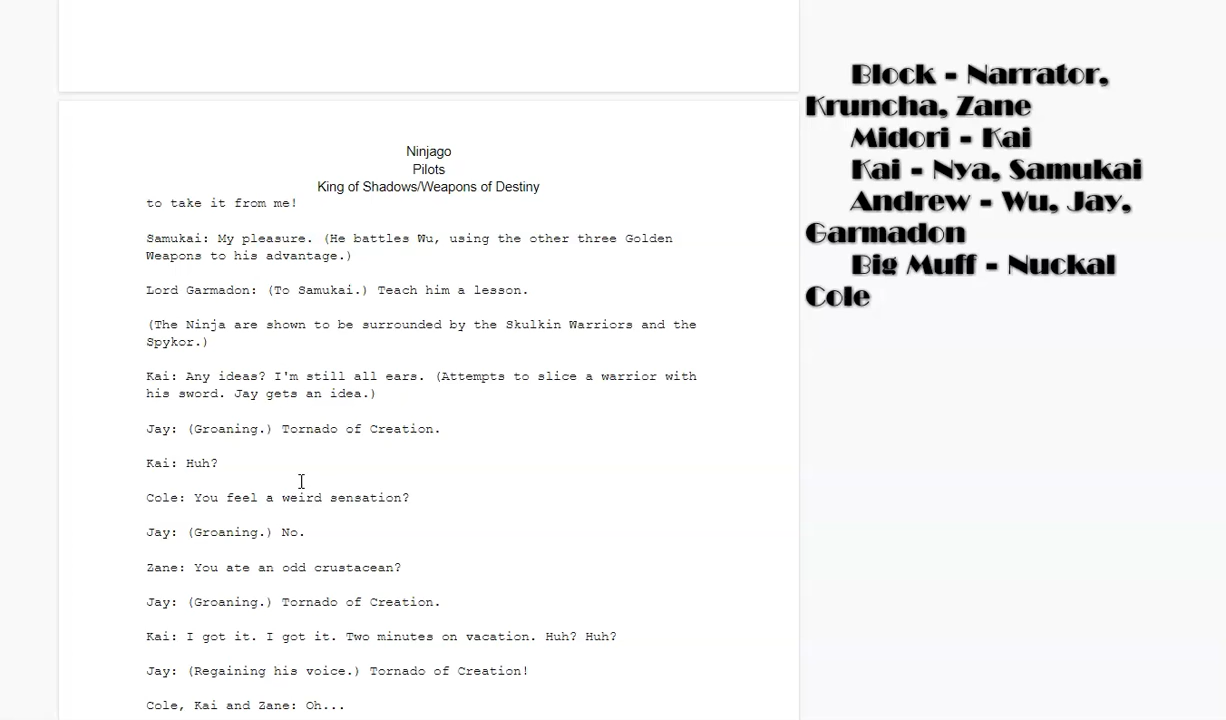 Ninjago
Pilots
King of Shadows/Weapons of Destiny
to take it from me!
Samukai: My pleasure. (He battles Wu, using the other three Golden
Weapons to his advantage.)
Lord Garmadon: (To Samukai.) Teach him a lesson.
(The Ninja are shown to be surrounded by the Skulkin Warriors and the
Spykor.)
Kai: Any ideas? I'm still all ears. (Attempts to slice a warrior with
his sword. Jay gets an idea.)
Jay: (Groaning.) Tornado of Creation.
Kai: Huh?
Cole: You feel a weird sensation?
Jay: (Groaning.) No.
Zane: You ate an odd crustacean?
Jay: (Groaning.) Tornado of Creation.
Kai: I got it. I got it. Two minutes on vacation. Huh? Huh?
Jay: (Regaining his voice.) Tornado of Creation!
Cole, Kai and Zane: Oh...
Block - Narrator,
Kruncha, Zane
Midori - Kai
Kai - Nya, Samukai
Andrew - Wu, Jay,
Garmadon
Big Muff - Nuckal
Cole